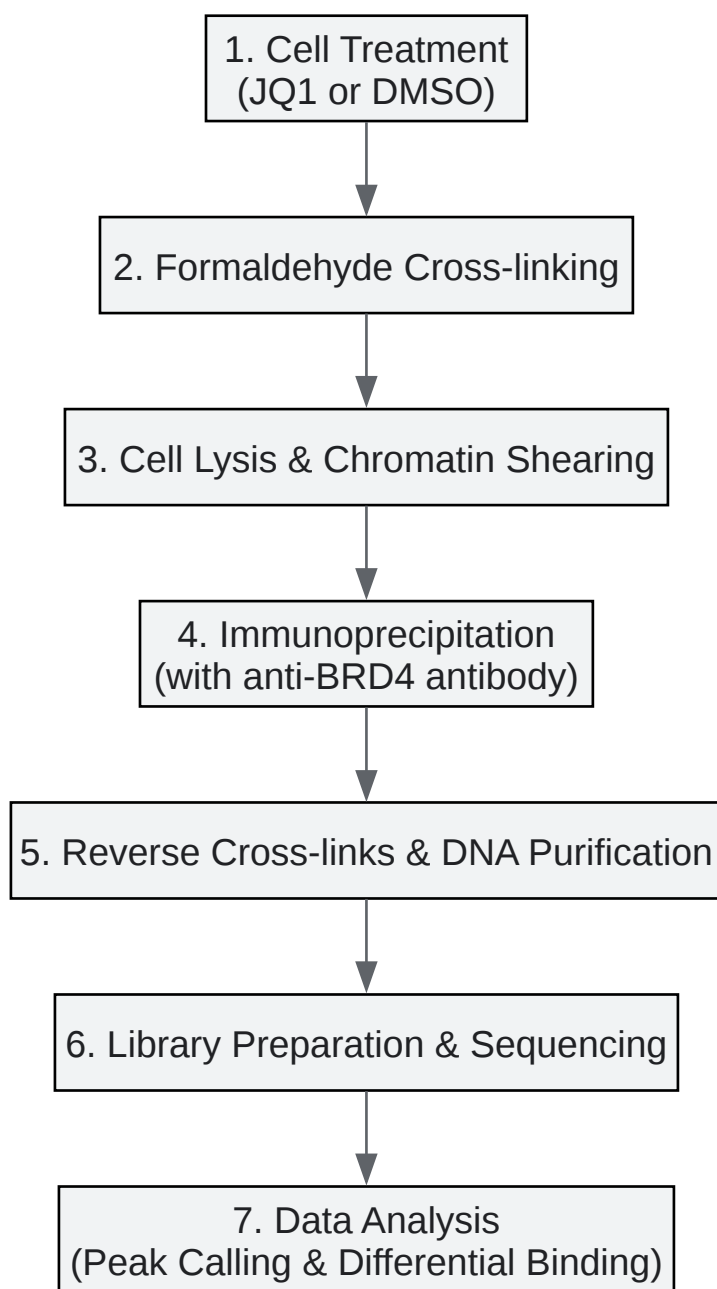 1. Cell Treatment
(JQ1 or DMSO)
2. Formaldehyde Cross-linking
3. Cell Lysis & Chromatin Shearing
4. Immunoprecipitation
(with anti-BRD4 antibody)
5. Reverse Cross-links & DNA Purification
6. Library Preparation & Sequencing
7. Data Analysis
(Peak Calling & Differential Binding)